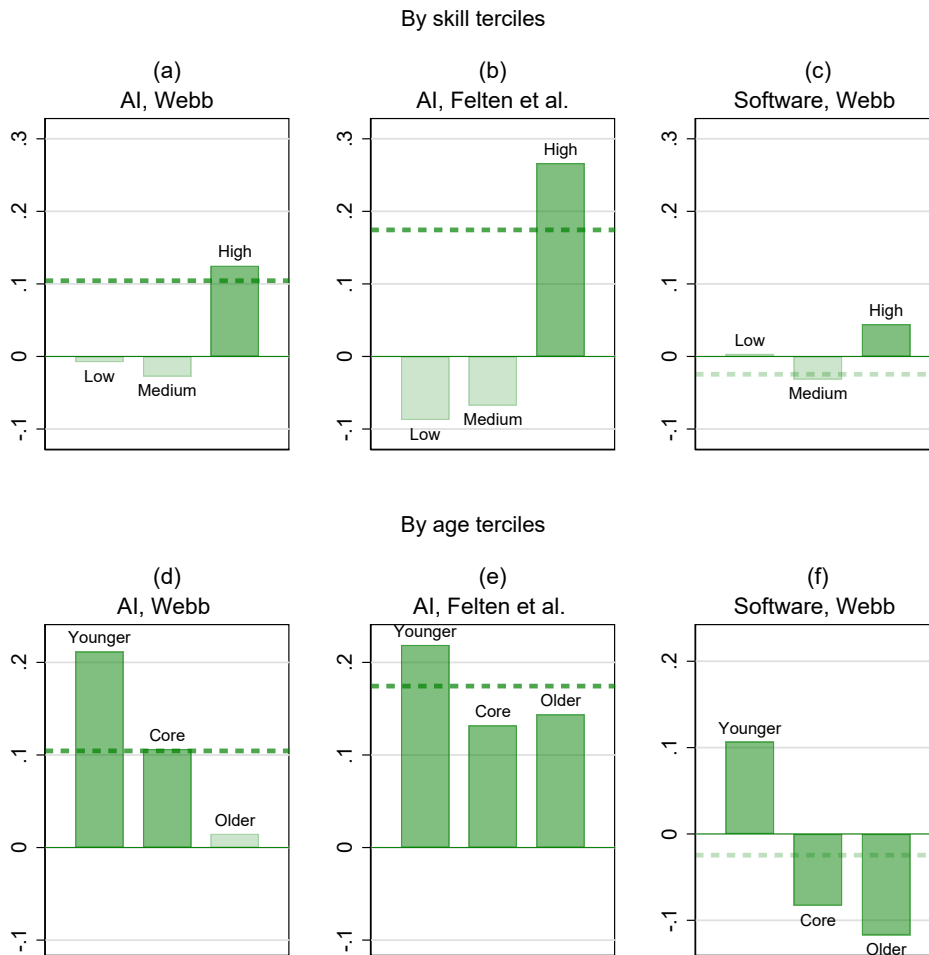 By skill terciles
(a)
AI, Webb
.3
.2
.1
0
-.1
Low
Medium
High
(b)
AI, Felten et al.
.3
.2
.1
0
-.1
Low
Medium
High
(c)
Software, Webb
.3
.2
.1
0
-.1
Low
Medium
High
By age terciles
(d)
AI, Webb
.2
.1
0
-.1
Younger
Core
Older
(e)
AI, Felten et al.
.2
.1
0
-.1
Younger
Core
Older
(f)
Software, Webb
.2
.1
0
-.1
Younger
Core
Older